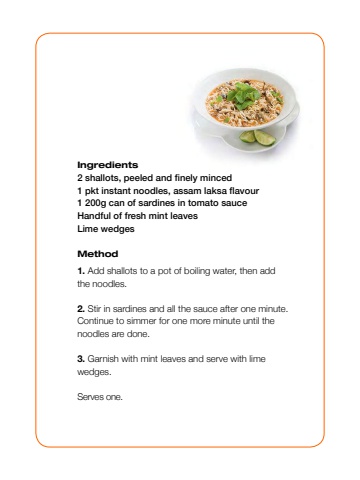 Ingredients
2 shallots, peeled and finely minced
1 pkt instant noodles, assam laksa flavour
1 200g can of sardines in tomato sauce
Handful of fresh mint leaves
Lime wedges
Method
1. Add shallots to a pot of boiling water, then add
the noodles.
2. Stir in sardines and all the sauce after one minute.
Continue to simmer for one more minute until the
noodles are done.
3. Garnish with mint leaves and serve with lime
wedges.
Serves one.